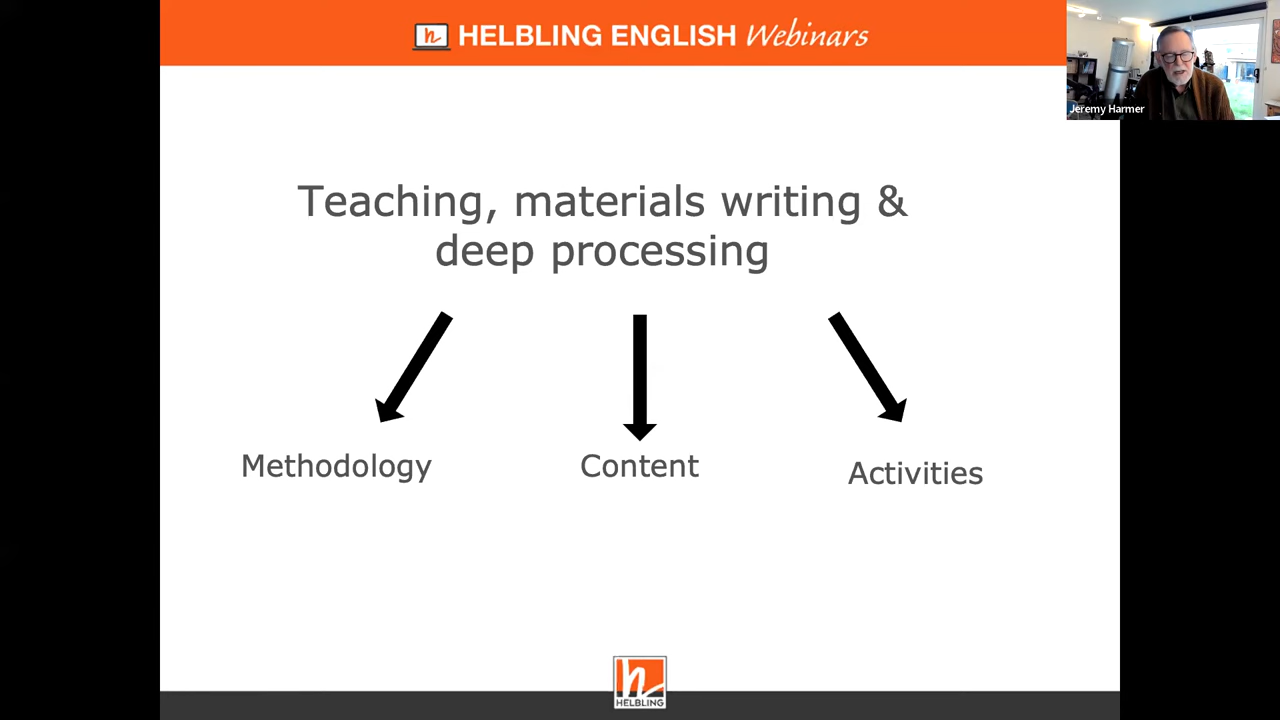 HELBLING ENGLISH Webinars
Jeremy Harmer
Teaching, materials writing &
deep processing
Methodology
Content
Activities
HELBLING